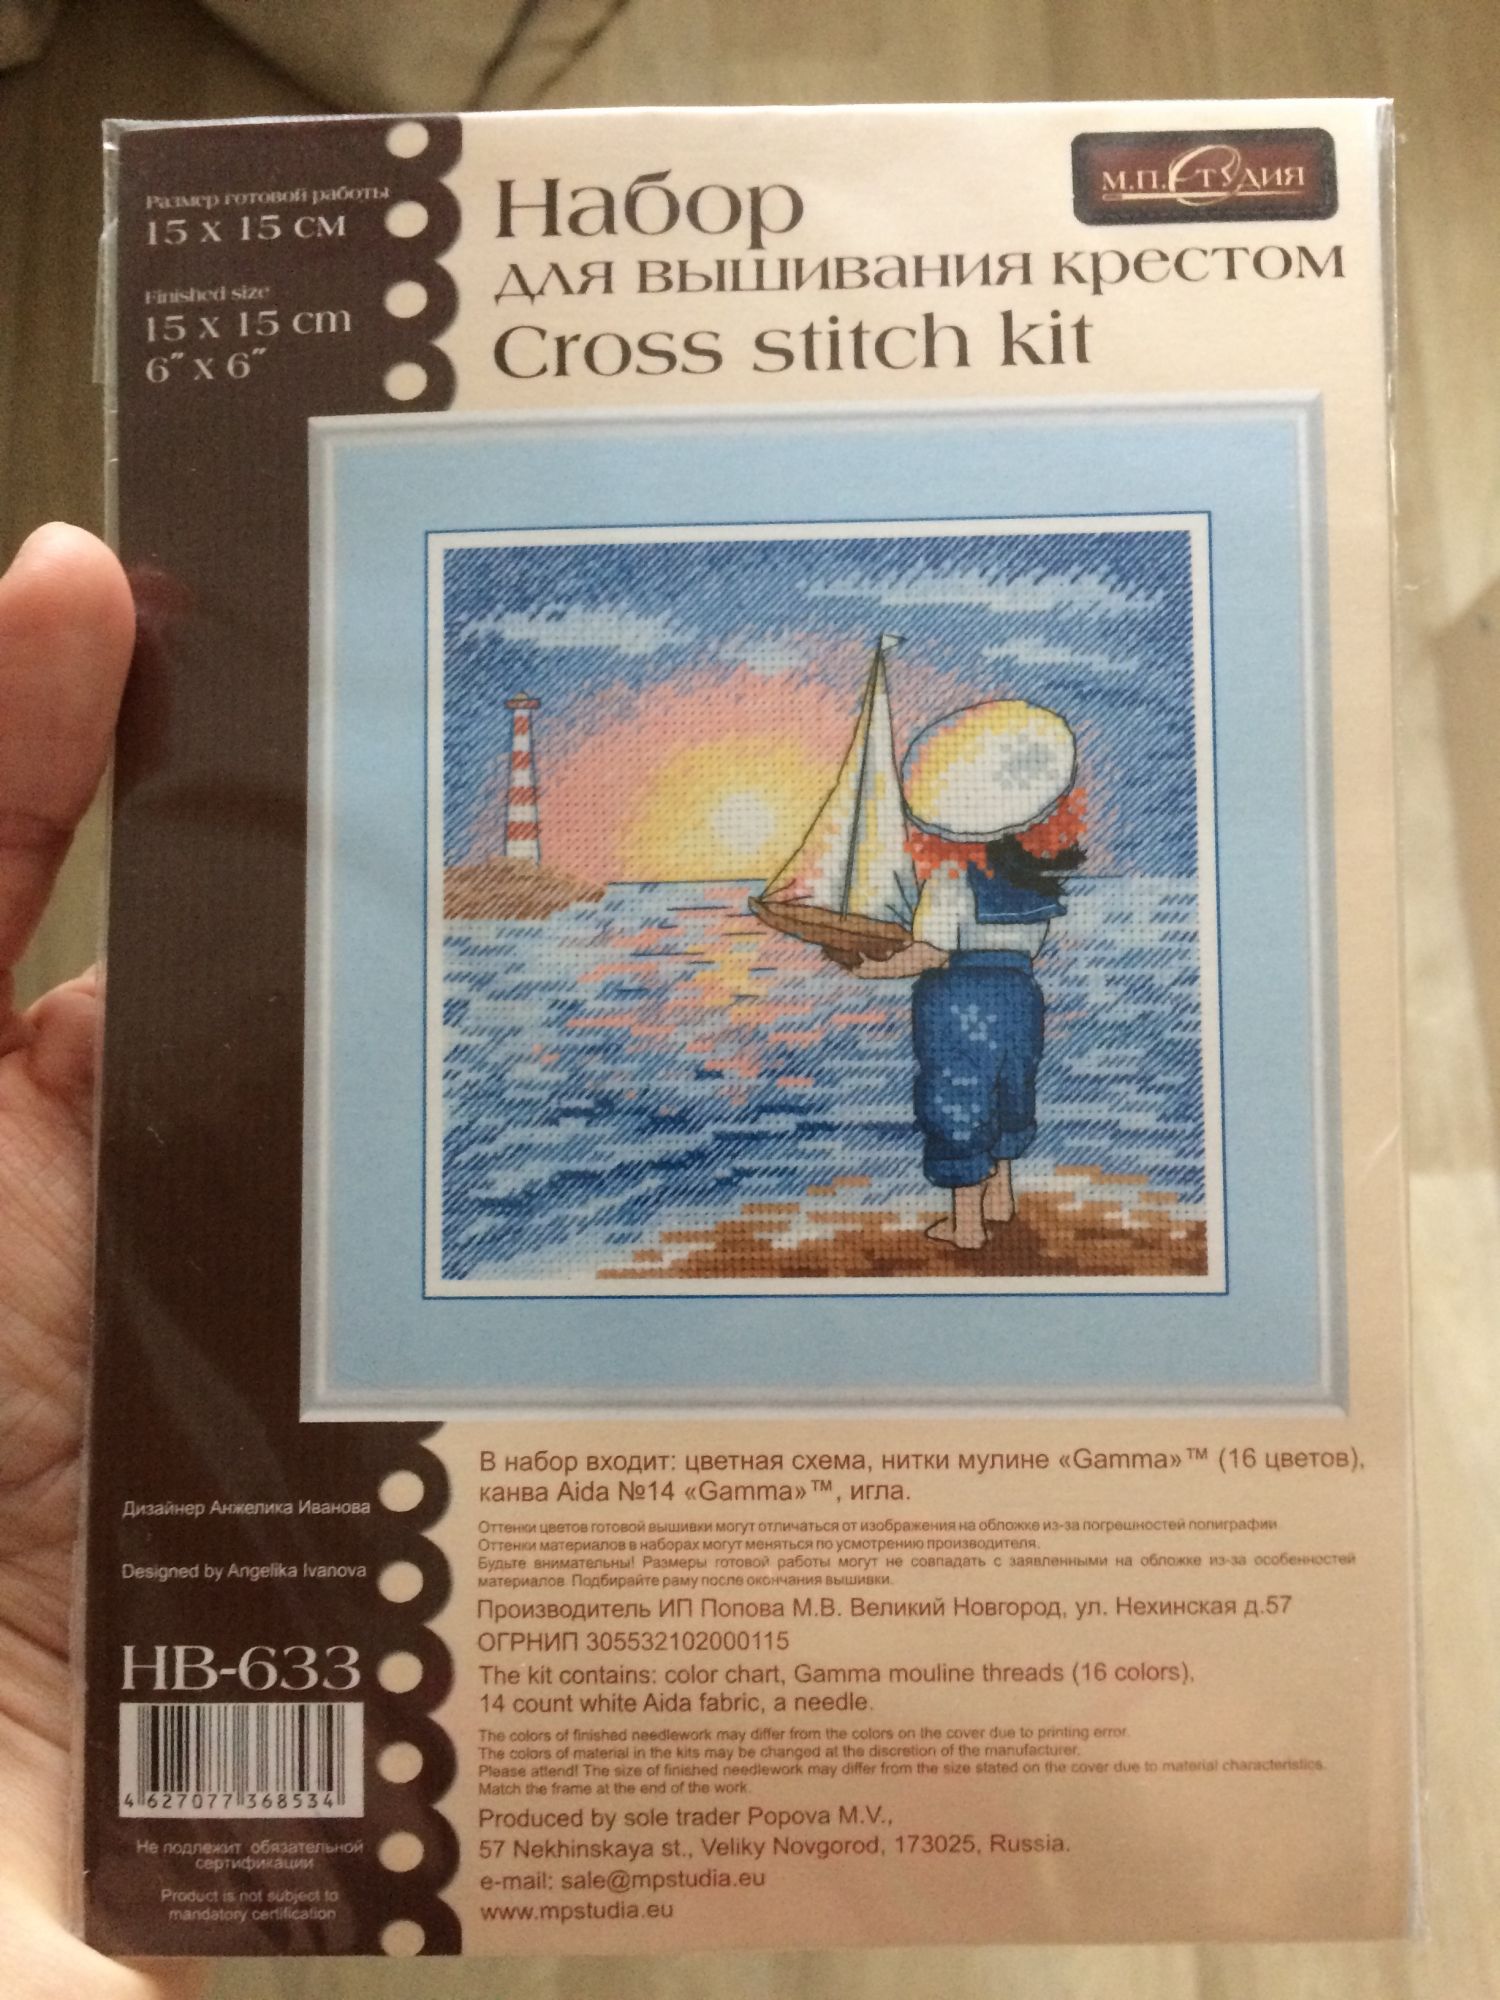 Размер готовой работы
15 x 15 см
Finished size
15 x 15 cm
6" x 6"
Набор
для вышивания крестом
Cross stitch kit
М.П.Студия
В набор входит: цветная схема, нитки мулине «Gamma»™ (16 цветов),
канва Aida №14 «Gamma»™, игла.
Оттенки цветов готовой вышивки могут отличаться от изображения на обложке из-за погрешностей полиграфии.
Оттенки материалов в наборах могут меняться по усмотрению производителя.
Будьте внимательны! Размеры готовой работы могут не совпадать с заявленными на обложке из-за особенностей
материалов. Подбирайте раму после окончания вышивки.
Производитель ИП Попова М.В. Великий Новгород, ул. Нехинская д.57
ОГРНИП 305532102000115
The kit contains: color chart, Gamma mouline threads (16 colors),
14 count white Aida fabric, a needle.
The colors of finished needlework may differ from the colors on the cover due to printing error.
The colors of material in the kits may be changed at the discretion of the manufacturer.
Please attend! The size of finished needlework may differ from the size stated on the cover due to material characteristics.
Match the frame at the end of the work.
Produced by sole trader Popova M.V.,
57 Nekhinskaya st., Veliky Novgorod, 173025, Russia.
e-mail: sale@mpstudia.eu
www.mpstudia.eu
Дизайнер Анжелика Иванова
Designed by Angelika Ivanova
НВ-633
4 627077 368534
Не подлежит обязательной
сертификации
Product is not subject to
mandatory certification